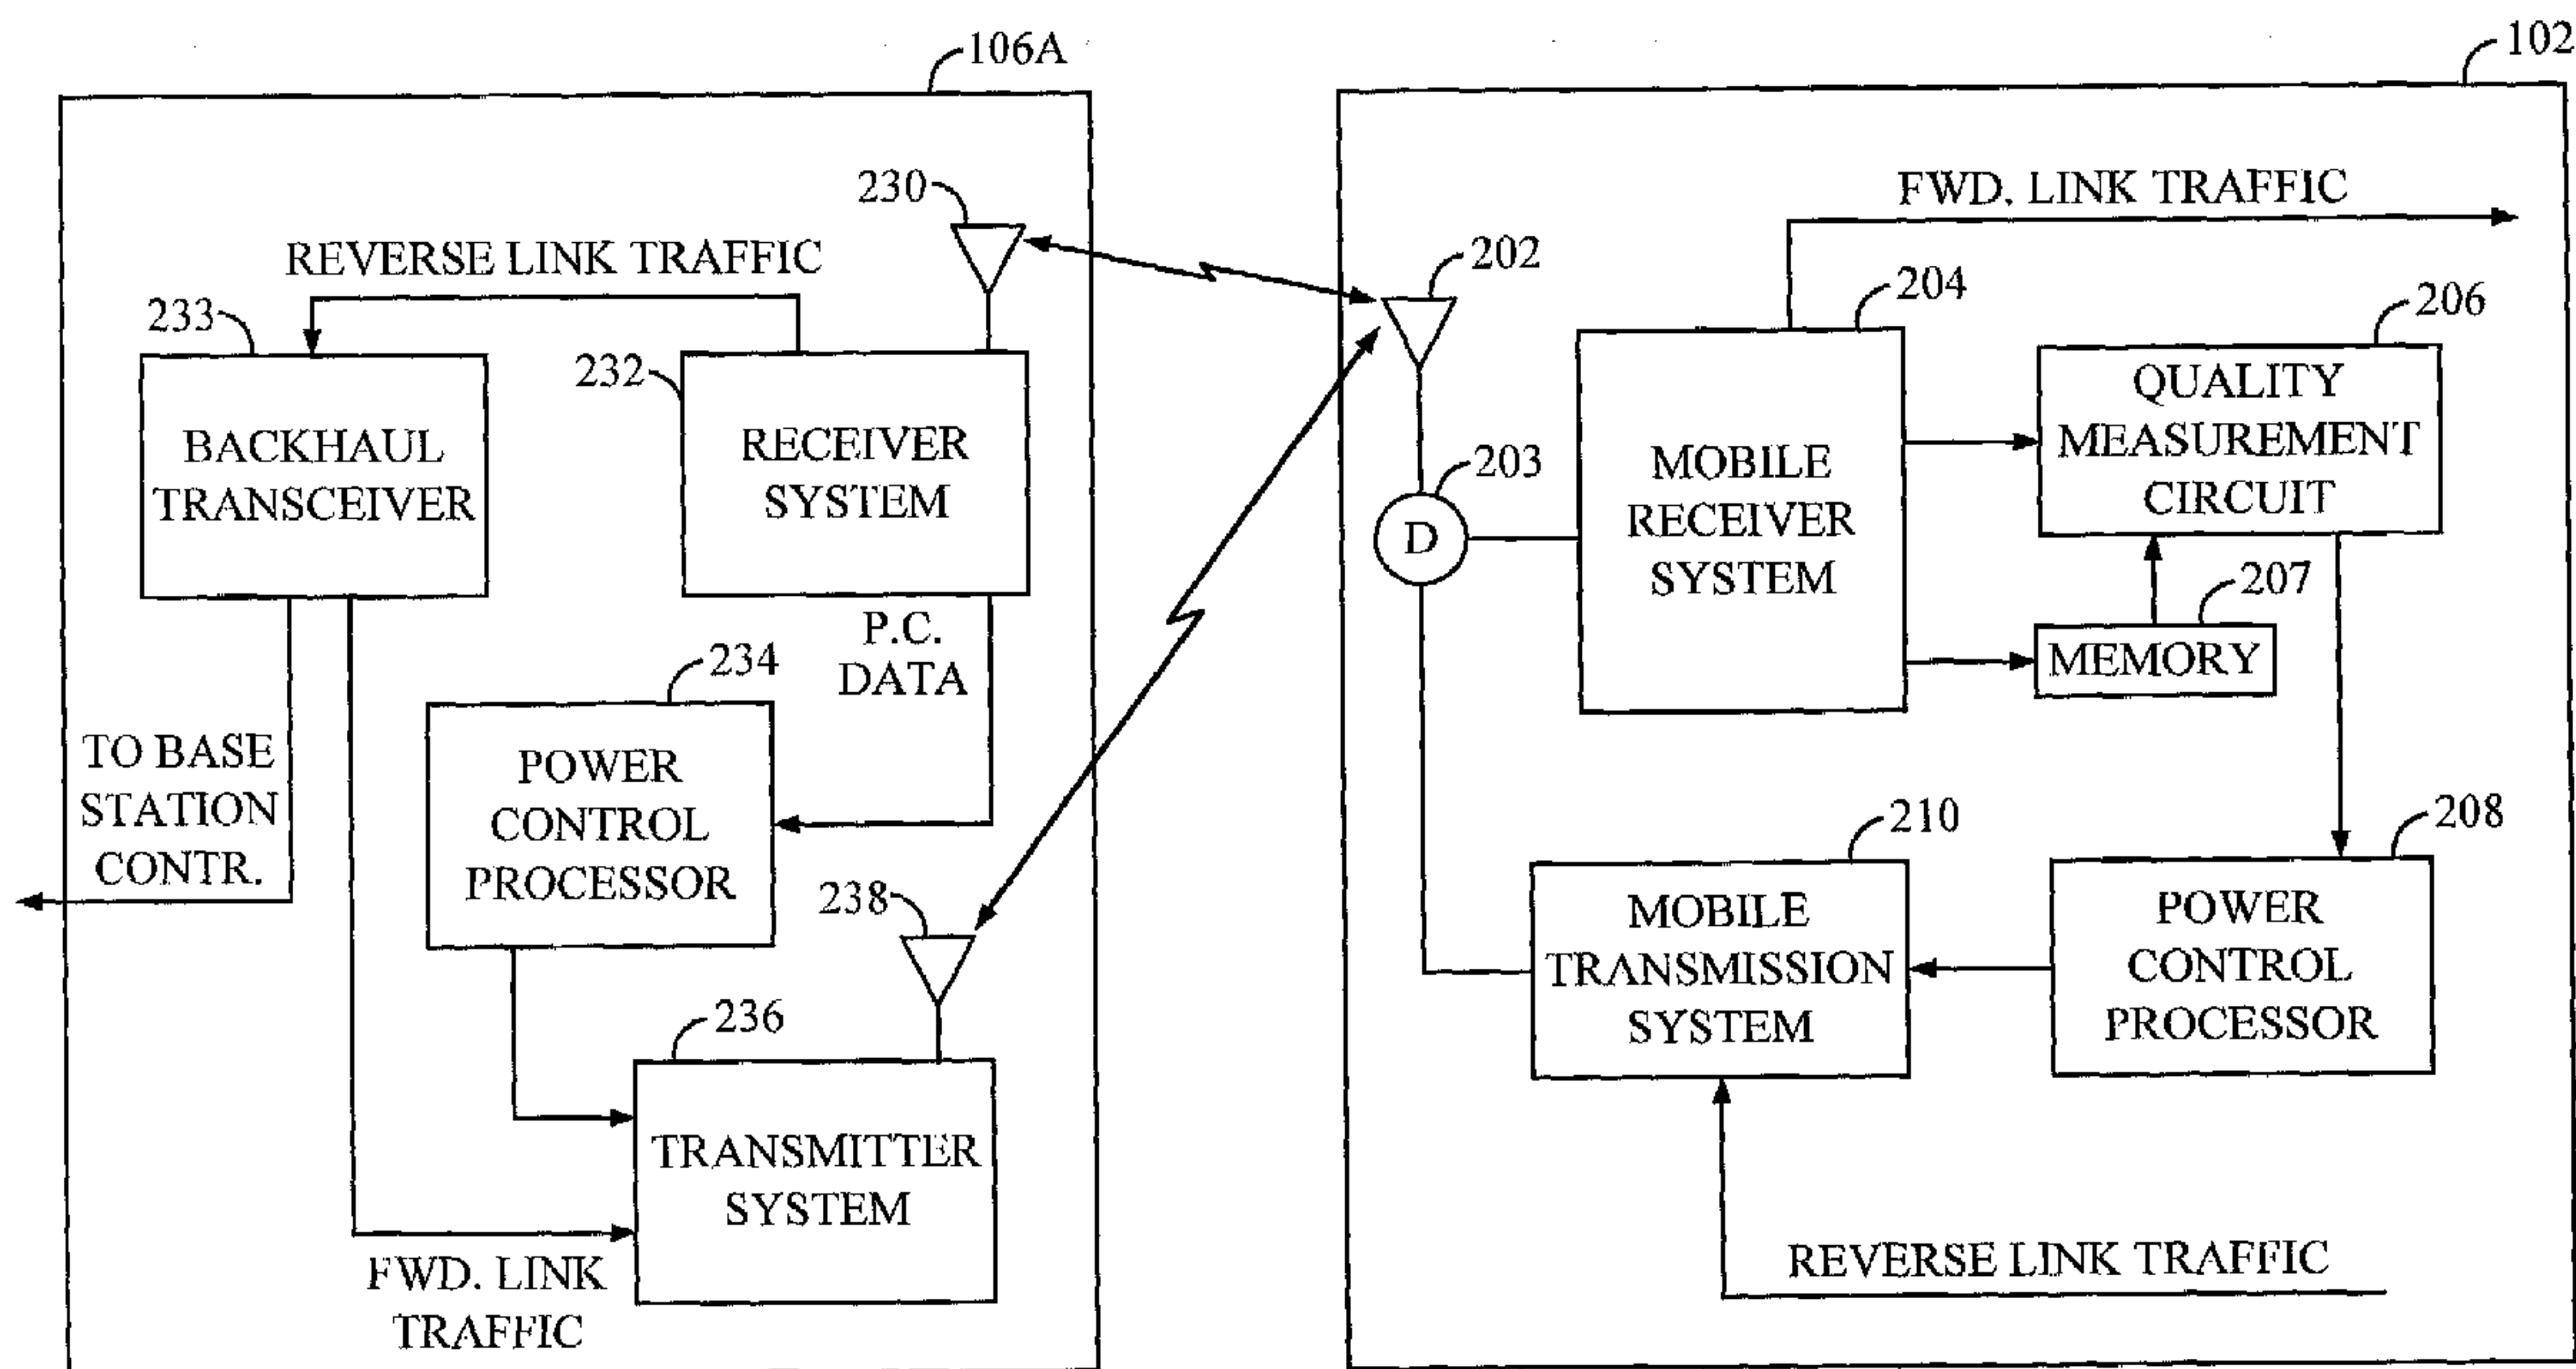 106A
102
230
REVERSE LINK TRAFFIC
233
232
BACKHAUL
TRANSCEIVER
RECEIVER
SYSTEM
P.C.
DATA
234
POWER
CONTROL
PROCESSOR
TO BASE
STATION
CONTR.
238
236
TRANSMITTER
SYSTEM
FWD. LINK
TRAFFIC
FWD. LINK TRAFFIC
202
204
206
203
D
MOBILE
RECEIVER
SYSTEM
QUALITY
MEASUREMENT
CIRCUIT
207
MEMORY
210
208
MOBILE
TRANSMISSION
SYSTEM
POWER
CONTROL
PROCESSOR
REVERSE LINK TRAFFIC